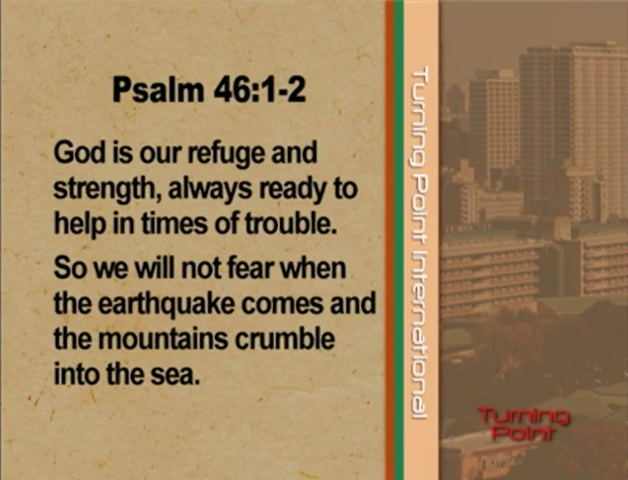 Psalm 46:1-2
God is our refuge and
strength, always ready to
help in times of trouble.
So we will not fear when
the earthquake comes and
the mountains crumble
into the sea.
Turning Point International
Turning
Point